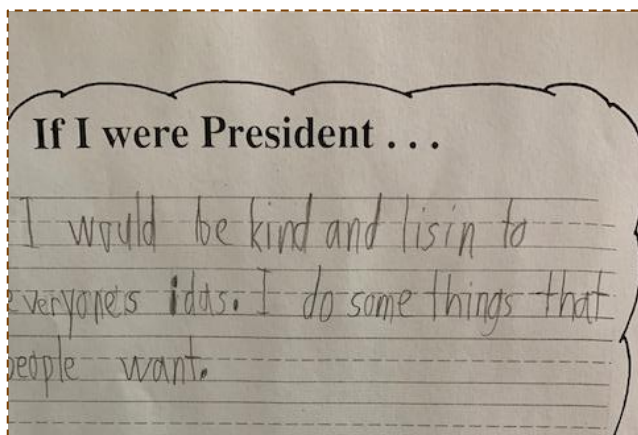 If I were President . . .
I would be kind and lisin to
everyone's idas. I do some things that
people want.